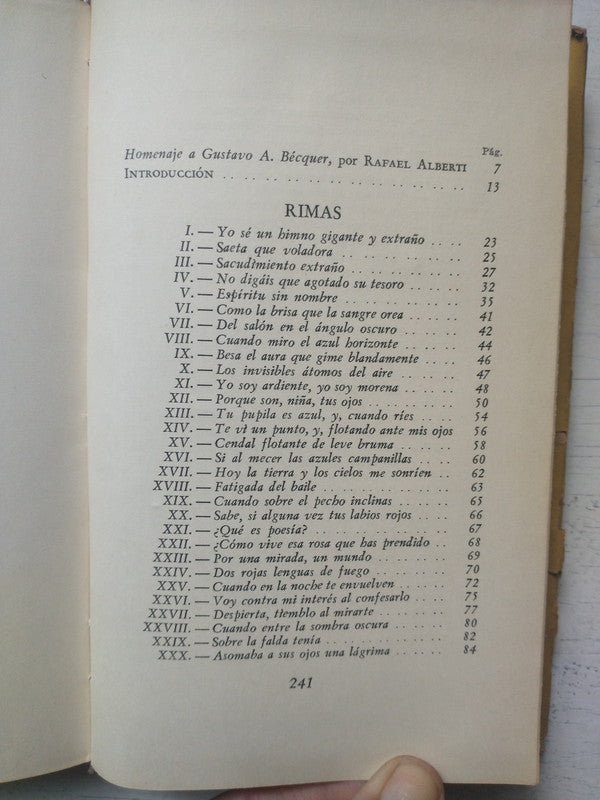 Pág.
Homenaje a Gustavo A. Bécquer, por RAFAEL ALBERTI 7
INTRODUCCIÓN .. .. .. .. .. .. .. .. .. .. 13
RIMAS
I. — Yo sé un himno gigante y extraño .. .. 23
II. — Saeta que voladora .. .. .. .. .. .. 25
III. — Sacudimiento extraño .. .. .. .. .. 27
IV. — No digáis que agotado su tesoro .. .. 32
V. — Espíritu sin nombre .. .. .. .. .. 35
VI. — Como la brisa que la sangre orea .. .. 41
VII. — Del salón en el ángulo oscuro .. .. 42
VIII. — Cuando miro el azul horizonte .. .. 44
IX. — Besa el aura que gime blandamente .. .. 46
X. — Los invisibles átomos del aire .. .. 47
XI. — Yo soy ardiente, yo soy morena .. .. 48
XII. — Porque son, niña, tus ojos .. .. .. 50
XIII. — Tu pupila es azul, y, cuando ríes .. .. 54
XIV. — Te vi un punto, y, flotando ante mis ojos 56
XV. — Cendal flotante de leve bruma .. .. 58
XVI. — Si al mecer las azules campanillas .. .. 60
XVII. — Hoy la tierra y los cielos me sonríen .. 62
XVIII. — Fatigada del baile .. .. .. .. .. 63
XIX. — Cuando sobre el pecho inclinas .. .. 65
XX. — Sabe, si alguna vez tus labios rojos .. .. 66
XXI. — ¿Qué es poesía? .. .. .. .. .. .. 67
XXII. — ¿Cómo vive esa rosa que has prendido .. 68
XXIII. — Por una mirada, un mundo .. .. .. 69
XXIV. — Dos rojas lenguas de fuego .. .. .. 70
XXV. — Cuando en la noche te envuelven .. .. 72
XXVI. — Voy contra mi interés al confesarlo .. .. 75
XXVII. — Despierta, tiemblo al mirarte .. .. .. 77
XXVIII. — Cuando entre la sombra oscura .. .. 80
XXIX. — Sobre la falda tenía .. .. .. .. .. 82
XXX. — Asomaba a sus ojos una lágrima .. .. 84
241